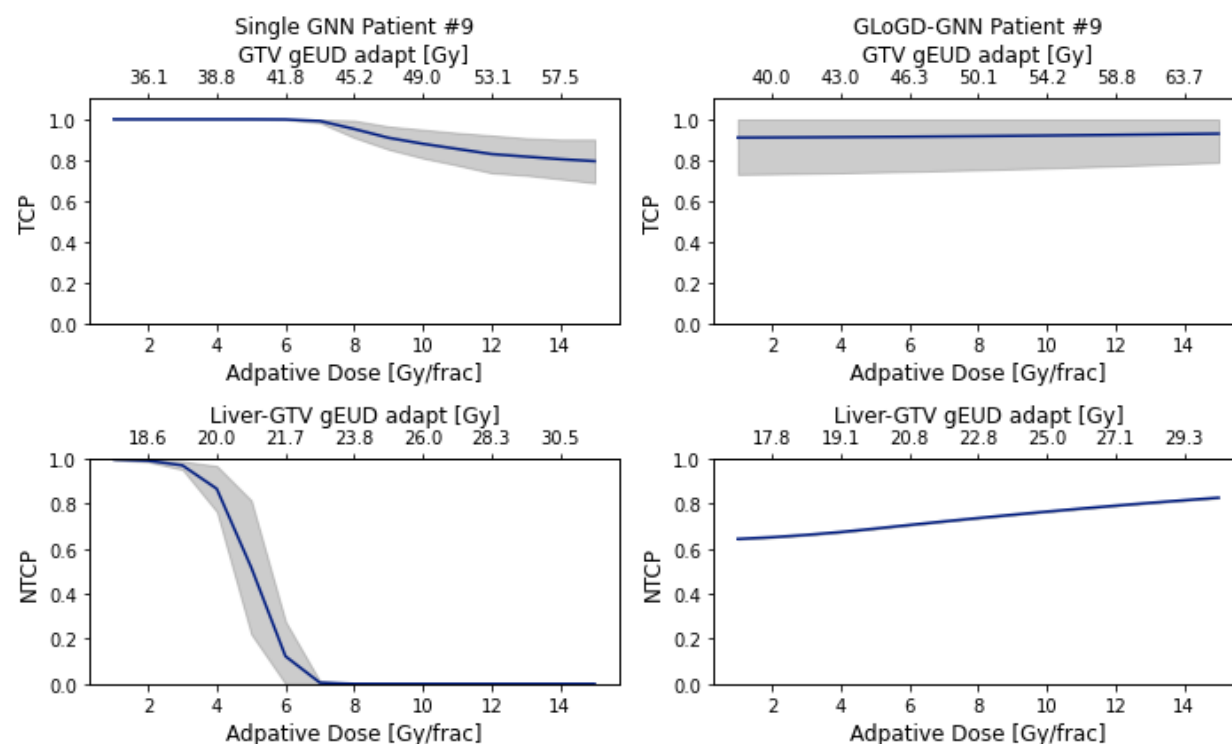 Single GNN Patient #9
GTV gEUD adapt [Gy]
36.1 38.8 41.8 45.2 49.0 53.1 57.5
1.0
0.8
0.6
0.4
0.2
0.0
TCP
2 4 6 8 10 12 14
Adpative Dose [Gy/frac]
GLoGD-GNN Patient #9
GTV gEUD adapt [Gy]
40.0 43.0 46.3 50.1 54.2 58.8 63.7
1.0
0.8
0.6
0.4
0.2
0.0
TCP
2 4 6 8 10 12 14
Adpative Dose [Gy/frac]
Liver-GTV gEUD adapt [Gy]
18.6 20.0 21.7 23.8 26.0 28.3 30.5
1.0
0.8
0.6
0.4
0.2
0.0
NTCP
2 4 6 8 10 12 14
Adpative Dose [Gy/frac]
Liver-GTV gEUD adapt [Gy]
17.8 19.1 20.8 22.8 25.0 27.1 29.3
1.0
0.8
0.6
0.4
0.2
0.0
NTCP
2 4 6 8 10 12 14
Adpative Dose [Gy/frac]